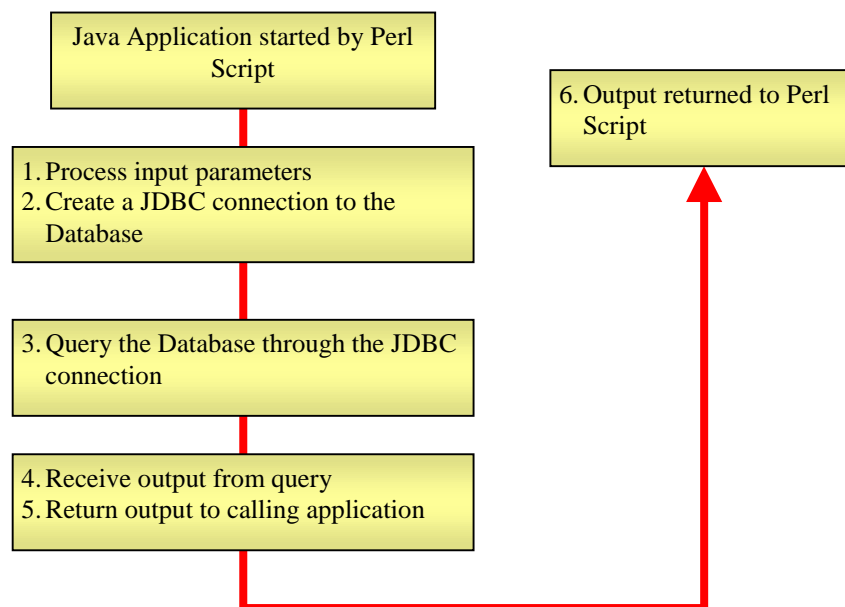 Java Application started by Perl
Script
1. Process input parameters
2. Create a JDBC connection to the
Database
3. Query the Database through the JDBC
connection
4. Receive output from query
5. Return output to calling application
6. Output returned to Perl
Script